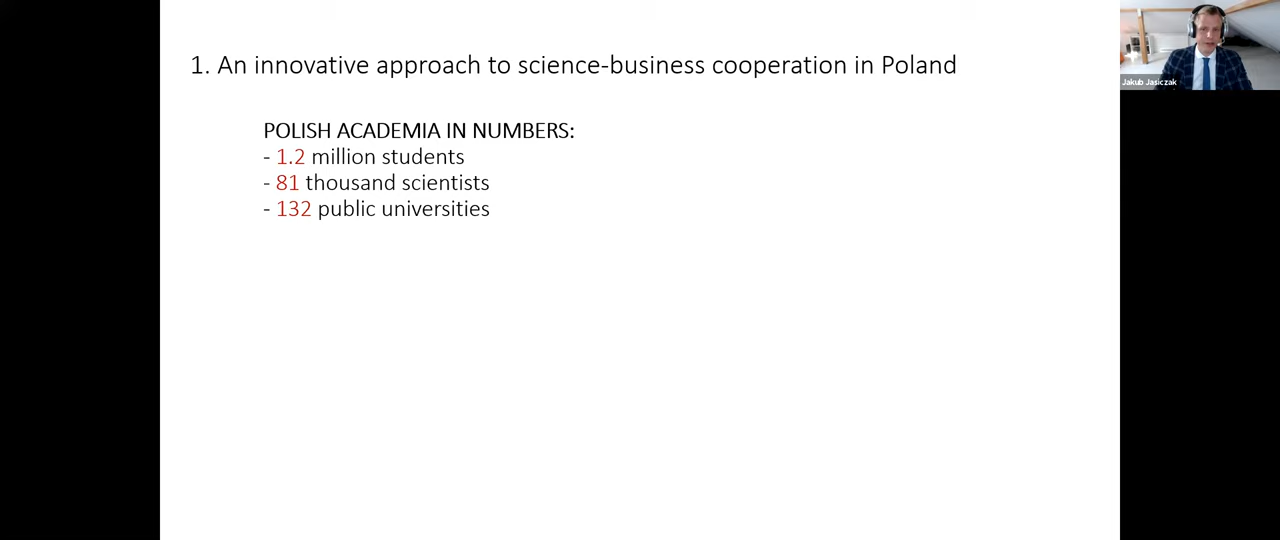 1. An innovative approach to science-business cooperation in Poland
POLISH ACADEMIA IN NUMBERS:
- 1.2 million students
- 81 thousand scientists
- 132 public universities
Jakub Jasiczak